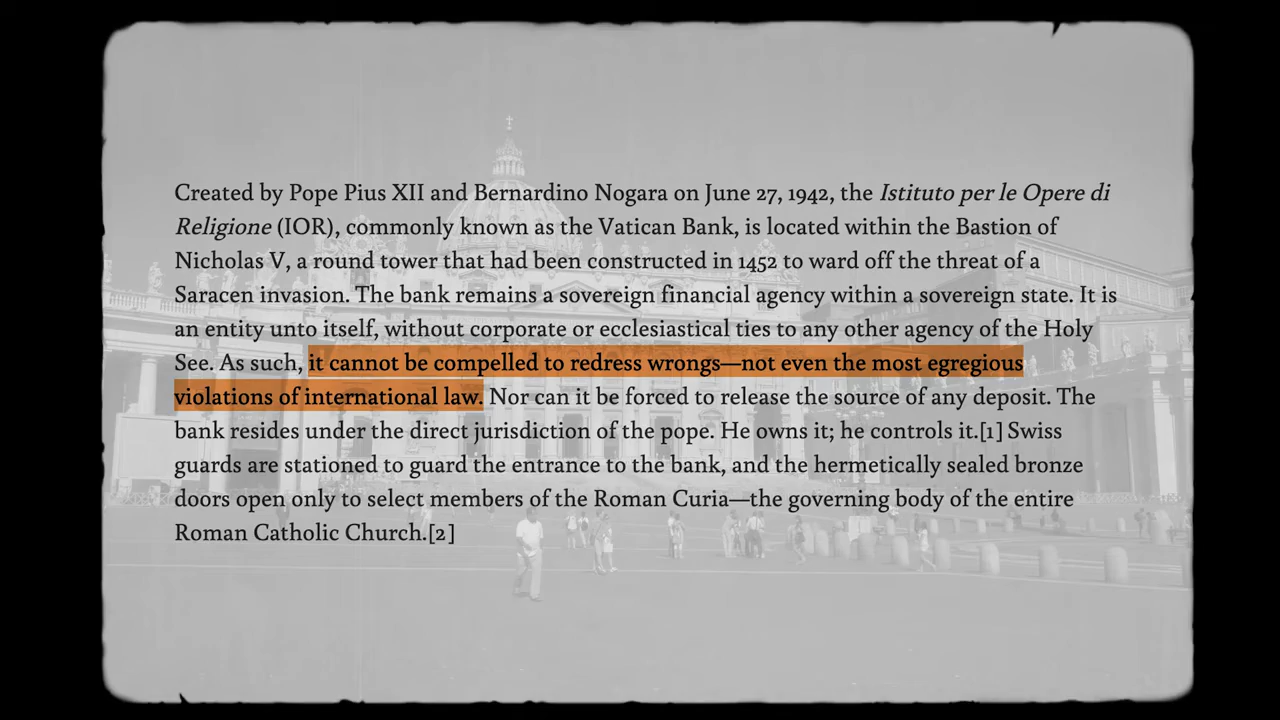 Created by Pope Pius XII and Bernardino Nogara on June 27, 1942, the Istituto per le Opere di
Religione (IOR), commonly known as the Vatican Bank, is located within the Bastion of
Nicholas V, a round tower that had been constructed in 1452 to ward off the threat of a
Saracen invasion. The bank remains a sovereign financial agency within a sovereign state. It is
an entity unto itself, without corporate or ecclesiastical ties to any other agency of the Holy
See. As such, it cannot be compelled to redress wrongs—not even the most egregious
violations of international law. Nor can it be forced to release the source of any deposit. The
bank resides under the direct jurisdiction of the pope. He owns it; he controls it.[1] Swiss
guards are stationed to guard the entrance to the bank, and the hermetically sealed bronze
doors open only to select members of the Roman Curia—the governing body of the entire
Roman Catholic Church.[2]